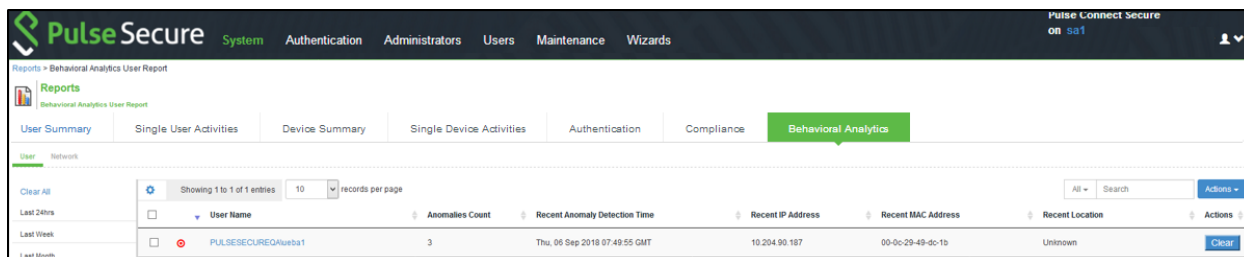 Pulse Secure
System Authentication Administrators Users Maintenance Wizards
Pulse Connect Secure
on sa1
Reports > Behavioral Analytics User Report
Reports
Behavioral Analytics User Report
User Summary Single User Activities Device Summary Single Device Activities Authentication Compliance Behavioral Analytics
User Network
Clear All
Last 24hrs
Last Week
Last Month
Showing 1 to 1 of 1 entries 10 records per page All Search Actions
User Name Anomalies Count Recent Anomaly Detection Time Recent IP Address Recent MAC Address Recent Location Actions
3 Thu, 06 Sep 2018 07:49:55 GMT 10.204.90.187 00-0c-29-49-dc-1b Unknown Clear